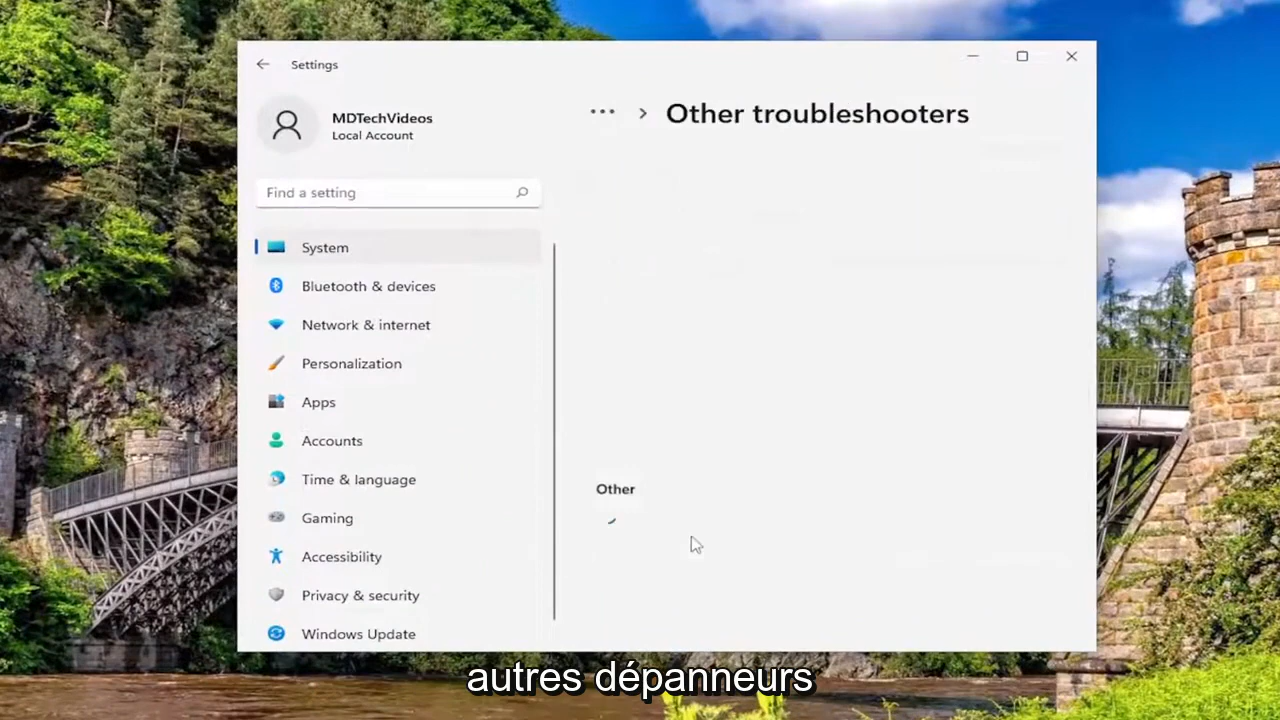 Settings
MDTechVideos
Local Account
Find a setting
System
Bluetooth & devices
Network & internet
Personalization
Apps
Accounts
Time & language
Gaming
Accessibility
Privacy & security
Windows Update
... > Other troubleshooters
Other
autres dépanneurs